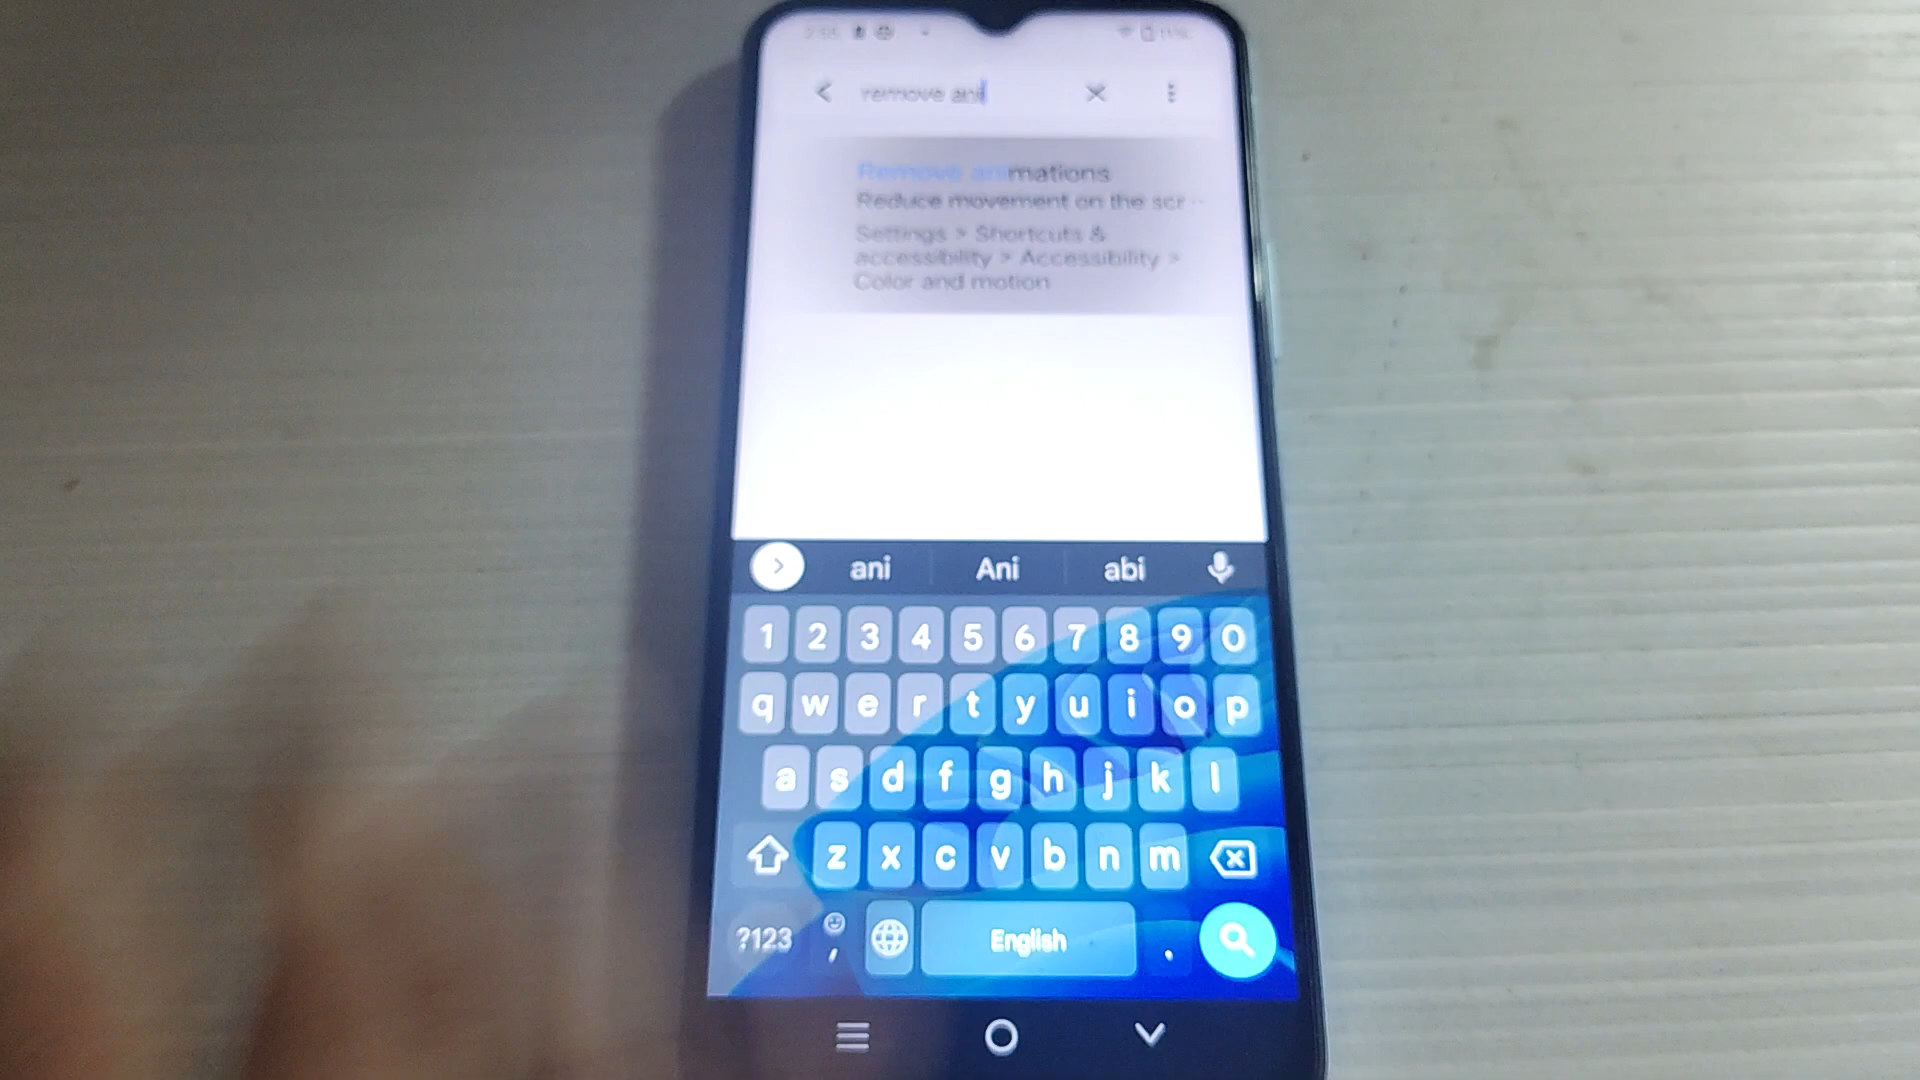 remove ani
Remove animations
Reduce movement on the scr...
Settings > Shortcuts &
accessibility > Accessibility >
Color and motion
ani Ani abi
1 2 3 4 5 6 7 8 9 0
q w e r t y u i o p
a s d f g h j k l
z x c v b n m
?123 , English .